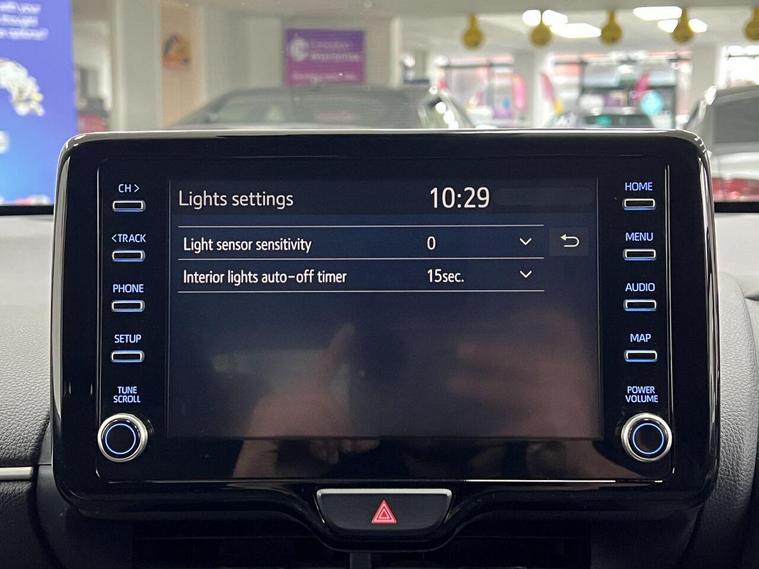 Lights settings
10:29
Light sensor sensitivity 0
Interior lights auto-off timer 15sec.
CH >
<TRACK
PHONE
SETUP
TUNE
SCROLL
HOME
MENU
AUDIO
MAP
POWER
VOLUME